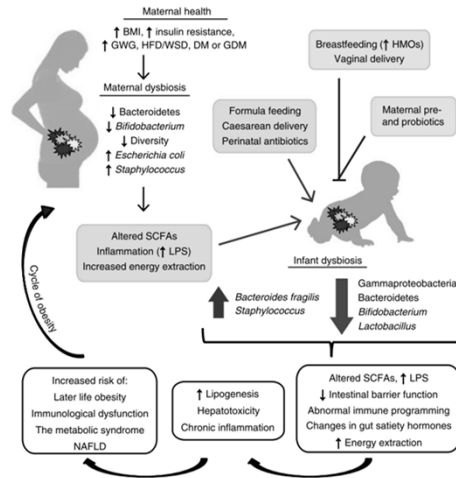 Maternal health
↑ BMI, ↑ insulin resistance,
↑ GWG, HFD/WSD, DM or GDM
Maternal dysbiosis
↓ Bacteroidetes
↓ Bifidobacterium
↓ Diversity
↑ Escherichia coli
↑ Staphylococcus
Breastfeeding (↑ HMOs)
Vaginal delivery
Maternal pre-
and probiotics
Formula feeding
Caesarean delivery
Perinatal antibiotics
Altered SCFAs
Inflammation (↑ LPS)
Increased energy extraction
Infant dysbiosis
Bacteroides fragilis
Staphylococcus
Gammaproteobacteria
Bacteroidetes
Bifidobacterium
Lactobacillus
Cycle of obesity
Increased risk of:
Later life obesity
Immunological dysfunction
The metabolic syndrome
NAFLD
↑ Lipogenesis
Hepatotoxicity
Chronic inflammation
Altered SCFAs, ↑ LPS
↓ Intestinal barrier function
Abnormal immune programming
Changes in gut satiety hormones
↑ Energy extraction